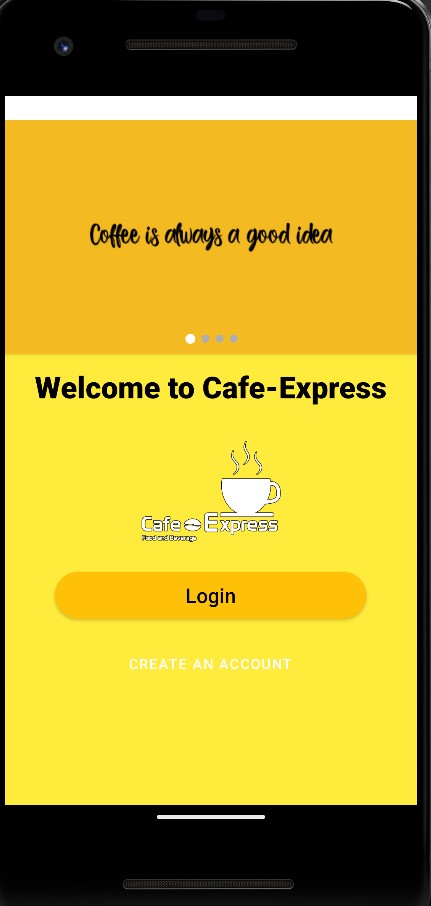 Coffee is always a good idea
Welcome to Cafe-Express
Cafe Express
Food and Beverage
Login
CREATE AN ACCOUNT